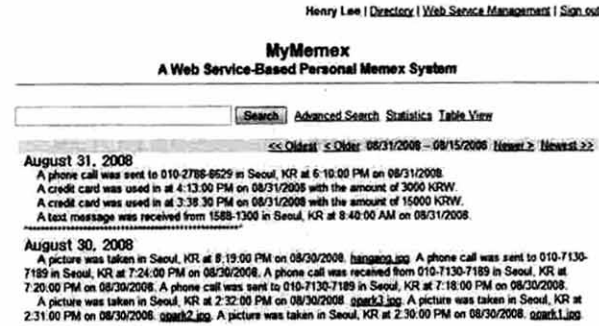 Henry Lee | Directory | Web Service Management | Sign out
MyMemex
A Web Service-Based Personal Memex System
Search Advanced Search Statistics Table View
<< Oldest < Older 08/31/2008 – 08/15/2008 Newer > Newest >>
August 31, 2008
A phone call was sent to 010-2788-6629 in Seoul, KR at 6:10:00 PM on 08/31/2008.
A credit card was used in at 4:13:00 PM on 08/31/2008 with the amount of 3000 KRW.
A credit card was used in at 3:38:30 PM on 08/31/2008 with the amount of 15000 KRW.
A text message was received from 1588-1300 in Seoul, KR at 8:40:00 AM on 08/31/2008.
August 30, 2008
A picture was taken in Seoul, KR at 8:19:00 PM on 08/30/2008. hangang.jpg. A phone call was sent to 010-7130-
7189 in Seoul, KR at 7:24:00 PM on 08/30/2008. A phone call was received from 010-7130-7189 in Seoul, KR at
7:20:00 PM on 08/30/2008. A phone call was sent to 010-7130-7189 in Seoul, KR at 7:18:00 PM on 08/30/2008.
A picture was taken in Seoul, KR at 2:32:00 PM on 08/30/2008. opark3.jpg. A picture was taken in Seoul, KR at
2:31:00 PM on 08/30/2008. opark2.jpg. A picture was taken in Seoul, KR at 2:30:00 PM on 08/30/2008. opark1.jpg.